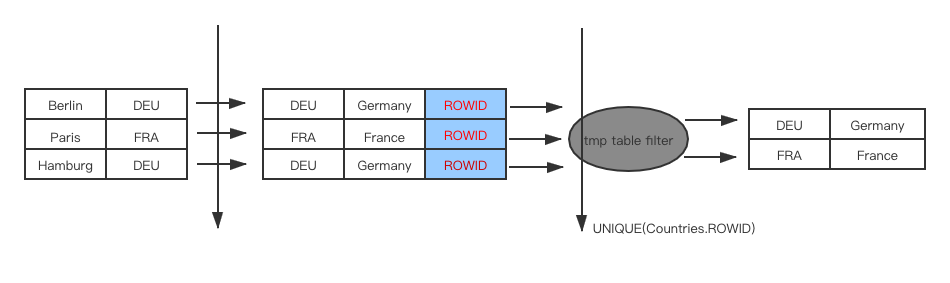 Berlin DEU
Paris FRA
Hamburg DEU
DEU Germany ROWID
FRA France ROWID
DEU Germany ROWID
tmp table filter
UNIQUE(Countries.ROWID)
DEU Germany
FRA France